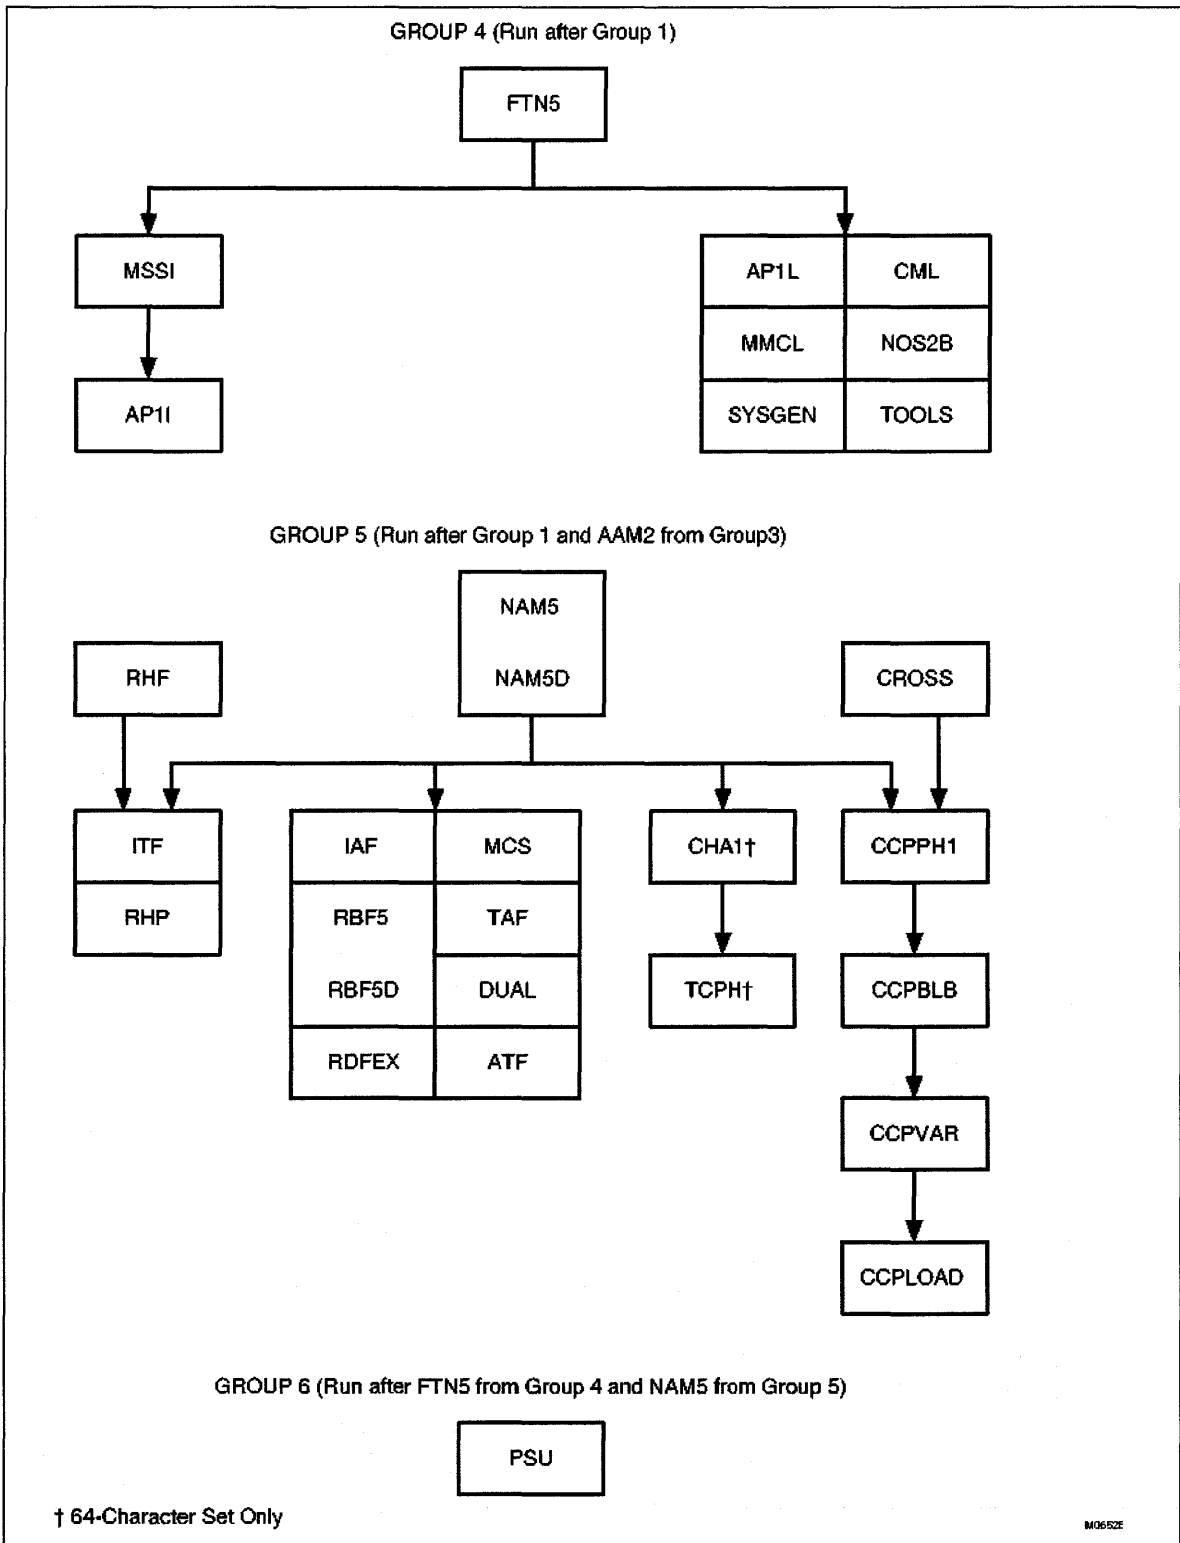 GROUP 4 (Run after Group 1)
FTN5
MSSI
AP1L
CML
MMCL
NOS2B
AP1I
SYSGEN
TOOLS
GROUP 5 (Run after Group 1 and AAM2 from Group3)
NAM5
RHF
NAM5D
CROSS
ITF
IAF
MCS
CHA1†
CCPPH1
RHP
RBF5
TAF
RBF5D
DUAL
TCPH†
CCPBLB
RDFEX
ATF
CCPVAR
CCPLOAD
GROUP 6 (Run after FTN5 from Group 4 and NAM5 from Group 5)
PSU
† 64-Character Set Only